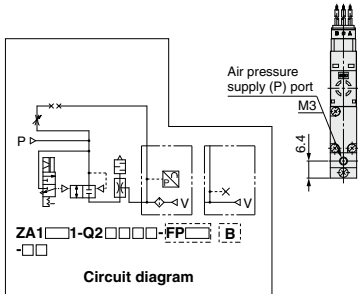 B C A
Air pressure
supply (P) port
M3
6.4
P
P
V
V
ZA1□1-Q2□□□□-FP□ B
-□□
Circuit diagram